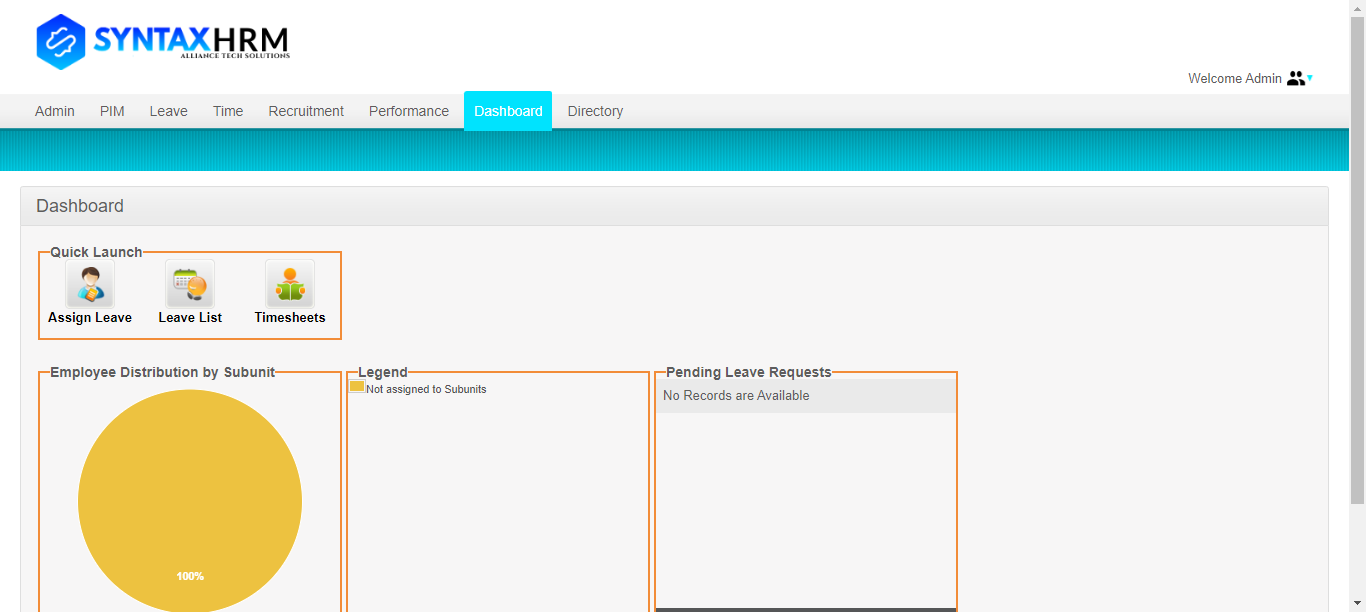 SYNTAXHRM
ALLIANCE TECH SOLUTIONS
Welcome Admin
Admin PIM Leave Time Recruitment Performance Dashboard Directory
Dashboard
Quick Launch
Assign Leave Leave List Timesheets
Employee Distribution by Subunit
100%
Legend
Not assigned to Subunits
Pending Leave Requests
No Records are Available